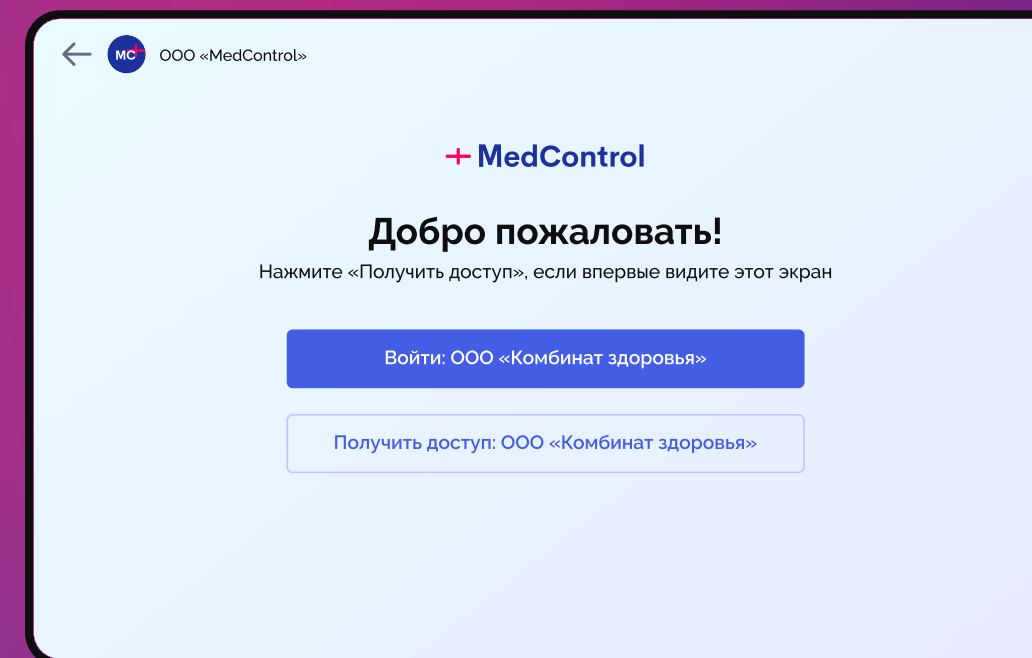 MC
ООО «MedControl»
MedControl
Добро пожаловать!
Нажмите «Получить доступ», если впервые видите этот экран
Войти: ООО «Комбинат здоровья»
Получить доступ: ООО «Комбинат здоровья»